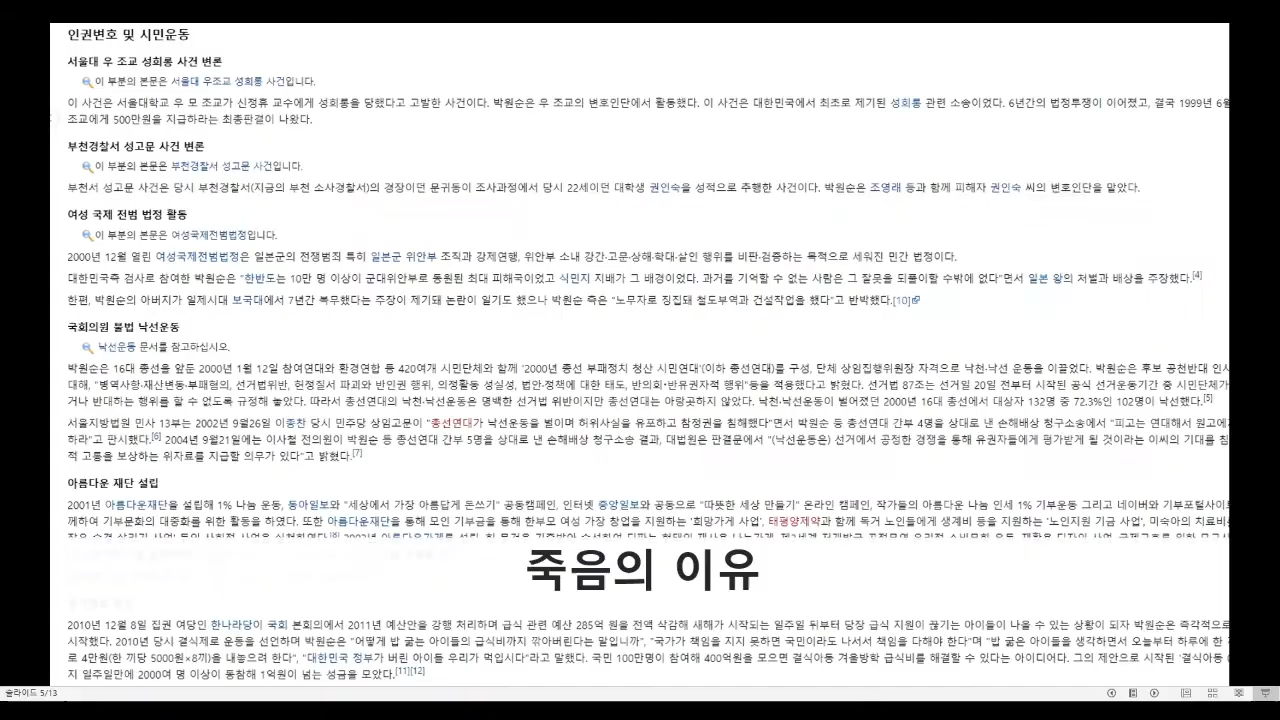 인권변호 및 시민운동
서울대 우 조교 성희롱 사건 변론
이 부분의 본문은 서울대 우조교 성희롱 사건입니다.
이 사건은 서울대학교 우 모 조교가 신정휴 교수에게 성희롱을 당했다고 고발한 사건이다. 박원순은 우 조교의 변호인단에서 활동했다. 이 사건은 대한민국에서 최초로 제기된 성희롱 관련 소송이었다. 6년간의 법정투쟁이 이어졌고, 결국 1999년 6월
조교에게 500만원을 지급하라는 최종판결이 나왔다.
부천경찰서 성고문 사건 변론
이 부분의 본문은 부천경찰서 성고문 사건입니다.
부천서 성고문 사건은 당시 부천경찰서(지금의 부천 소사경찰서)의 경장이던 문귀동이 조사과정에서 당시 22세이던 대학생 권인숙을 성적으로 추행한 사건이다. 박원순은 조영래 등과 함께 피해자 권인숙 씨의 변호인단을 맡았다.
여성 국제 전범 법정 활동
이 부분의 본문은 여성국제전범법정입니다.
2000년 12월 열린 여성국제전범법정은 일본군의 전쟁범죄 특히 일본군 위안부 조직과 강제연행, 위안부 소내 강간·고문·상해·학대·살인 행위를 비판·검증하는 목적으로 세워진 민간 법정이다.
대한민국측 검사로 참여한 박원순은 "한반도는 10만 명 이상이 군대위안부로 동원된 최대 피해국이었고 식민지 지배가 그 배경이었다. 과거를 기억할 수 없는 사람은 그 잘못을 되풀이할 수밖에 없다"면서 일본 왕의 처벌과 배상을 주장했다.[4]
한편, 박원순의 아버지가 일제시대 보국대에서 7년간 복무했다는 주장이 제기돼 논란이 일기도 했으나 박원순 측은 "노무자로 징집돼 철도부역과 건설작업을 했다"고 반박했다.[10]
국회의원 불법 낙선운동
낙선운동 문서를 참고하십시오.
박원순은 16대 총선을 앞둔 2000년 1월 12일 참여연대와 환경연합 등 420여개 시민단체와 함께 '2000년 총선 부패정치 청산 시민연대'(이하 총선연대)를 구성, 단체 상임집행위원장 자격으로 낙천·낙선 운동을 이끌었다. 박원순은 후보 공천반대 인사
대해, "병역사항·재산변동·부패혐의, 선거법위반, 헌정질서 파괴와 반인권 행위, 의정활동 성실성, 법안·정책에 대한 태도, 반의회·반유권자적 행위"등을 적용했다고 밝혔다. 선거법 87조는 선거일 20일 전부터 시작된 공식 선거운동기간 중 시민단체가
거나 반대하는 행위를 할 수 없도록 규정해 놓았다. 따라서 총선연대의 낙천·낙선운동은 명백한 선거법 위반이지만 총선연대는 아랑곳하지 않았다. 낙천·낙선운동이 벌어졌던 2000년 16대 총선에서 대상자 132명 중 72.3%인 102명이 낙선했다.[5]
서울지방법원 민사 13부는 2002년 9월26일 이종찬 당시 민주당 상임고문이 "총선연대가 낙선운동을 벌이며 허위사실을 유포하고 참정권을 침해했다"면서 박원순 등 총선연대 간부 4명을 상대로 낸 손해배상 청구소송에서 "피고는 연대해서 원고에게
하라"고 판시했다.[6] 2004년 9월21일에는 이사철 전의원이 박원순 등 총선연대 간부 5명을 상대로 낸 손해배상 청구소송 결과, 대법원은 판결문에서 "(낙선운동은) 선거에서 공정한 경쟁을 통해 유권자들에게 평가받게 될 것이라는 이씨의 기대를 침
적 고통을 보상하는 위자료를 지급할 의무가 있다"고 밝혔다.[7]
아름다운 재단 설립
2001년 아름다운재단을 설립해 1% 나눔 운동, 동아일보와 "세상에서 가장 아름답게 돈쓰기" 공동캠페인, 인터넷 중앙일보와 공동으로 "따뜻한 세상 만들기" 온라인 캠페인, 작가들의 아름다운 나눔 인세 1% 기부운동 그리고 네이버와 기부포털사이트
께하여 기부문화의 대중화를 위한 활동을 하였다. 또한 아름다운재단을 통해 모인 기부금을 통해 한부모 여성 가장 창업을 지원하는 '희망가게 사업', 태평양제약과 함께 독거 노인들에게 생계비 등을 지원하는 '노인지원 기금 사업', 미숙아의 치료비를
죽음의 이유
2010년 12월 8일 집권 여당인 한나라당이 국회 본회의에서 2011년 예산안을 강행 처리하며 급식 관련 예산 285억 원을 전액 삭감해 새해가 시작되는 일주일 뒤부터 당장 급식 지원이 끊기는 아이들이 나올 수 있는 상황이 되자 박원순은 즉각적으로
시작했다. 2010년 당시 결식제로 운동을 선언하며 박원순은 "어떻게 밥 굶는 아이들의 급식비까지 깎아버린다는 말입니까", "국가가 책임을 지지 못하면 국민이라도 나서서 책임을 다해야 한다"며 "밥 굶은 아이들을 생각하면서 오늘부터 하루에 한
로 4만원(한 끼당 5000원×8끼)을 내놓으려 한다", "대한민국 정부가 버린 아이들 우리가 먹입시다"라고 말했다. 국민 100만명이 참여해 400억원을 모으면 결식아동 겨울방학 급식비를 해결할 수 있다는 아이디어다. 그의 제안으로 시작된 '결식아동
지 일주일만에 2000여 명 이상이 동참해 1억원이 넘는 성금을 모았다.[11][12]
슬라이드 5/13